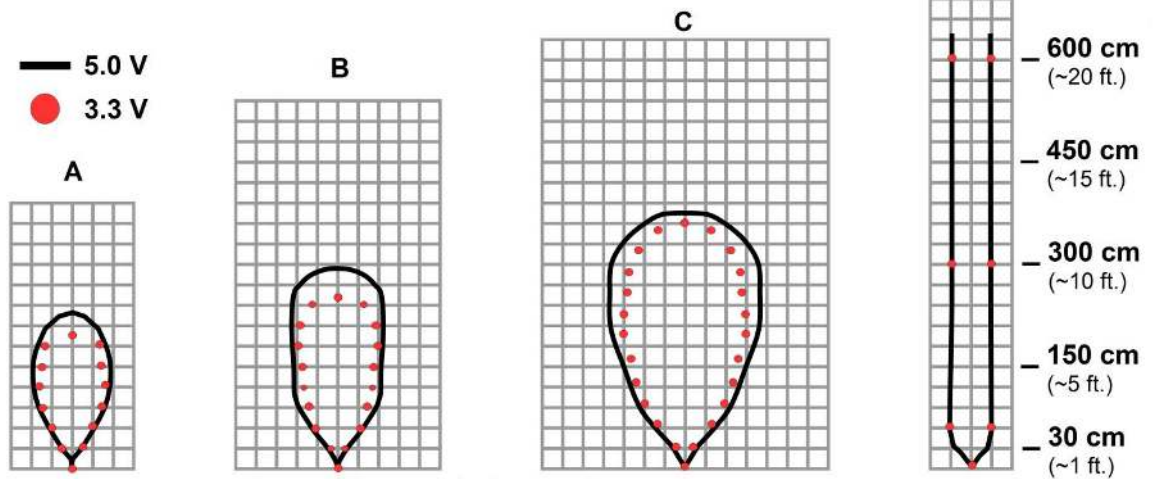 5.0 V
3.3 V
A
B
C
600 cm
(~20 ft.)
450 cm
(~15 ft.)
300 cm
(~10 ft.)
150 cm
(~5 ft.)
30 cm
(~1 ft.)